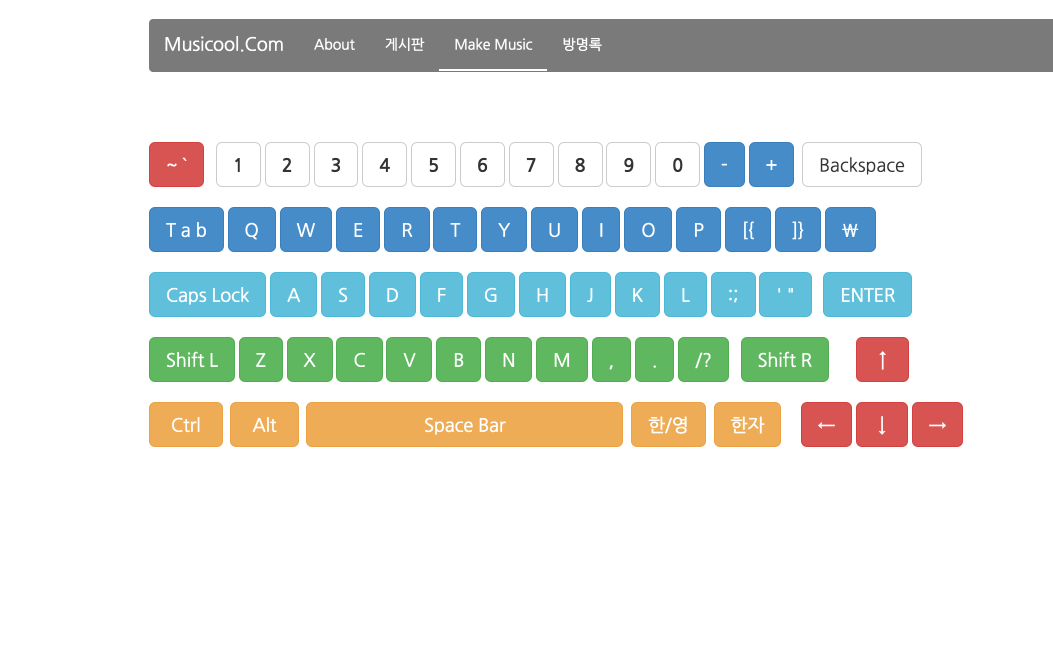 Musicool.Com About 게시판 Make Music 방명록
~ ` 1 2 3 4 5 6 7 8 9 0 - + Backspace
T a b Q W E R T Y U I O P [{ ]} ₩
Caps Lock A S D F G H J K L :; ' " ENTER
Shift L Z X C V B N M , . /? Shift R ↑
Ctrl Alt Space Bar 한/영 한자 ← ↓ →